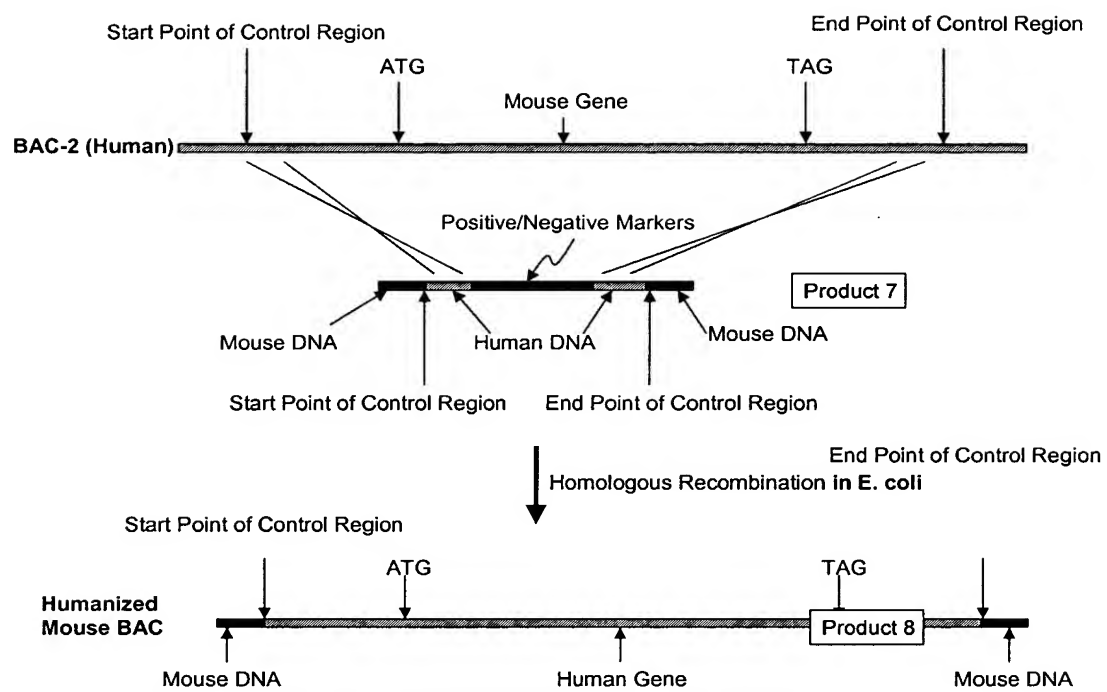 Start Point of Control Region
End Point of Control Region
ATG
TAG
Mouse Gene
BAC-2 (Human)
Positive/Negative Markers
Product 7
Mouse DNA
Human DNA
Mouse DNA
Start Point of Control Region
End Point of Control Region
End Point of Control Region
Homologous Recombination in E. coli
Start Point of Control Region
ATG
TAG
Humanized
Mouse BAC
Product 8
Mouse DNA
Human Gene
Mouse DNA